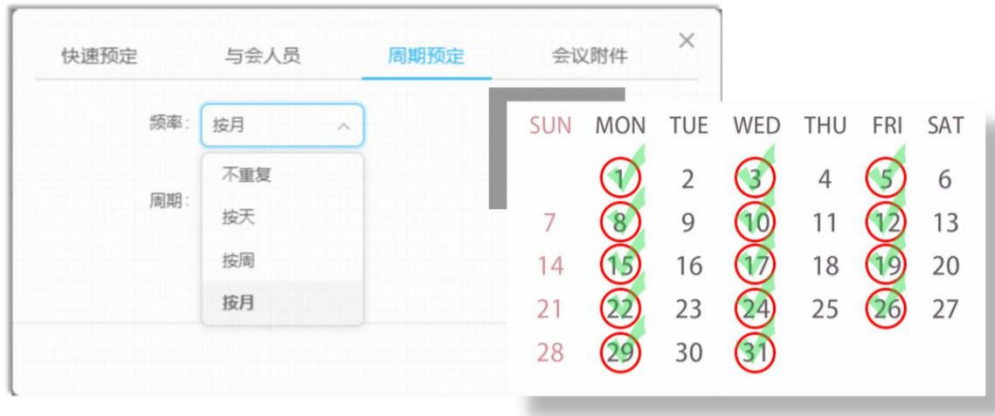 快速预定 与会人员 周期预定 会议附件 ×
频率: 按月
不重复
周期:
按天
按周
按月
SUN MON TUE WED THU FRI SAT
1 2 3 4 5 6
7 8 9 10 11 12 13
14 15 16 17 18 19 20
21 22 23 24 25 26 27
28 29 30 31